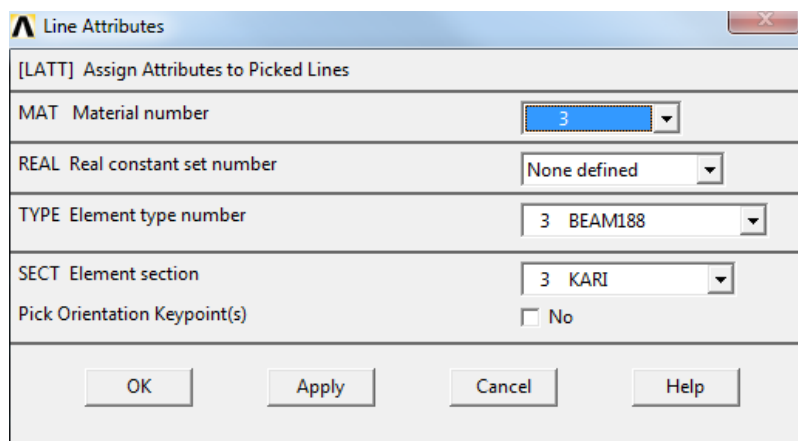 Line Attributes
[LATT] Assign Attributes to Picked Lines
MAT Material number
3
REAL Real constant set number
None defined
TYPE Element type number
3 BEAM188
SECT Element section
3 KARI
Pick Orientation Keypoint(s)
No
OK Apply Cancel Help